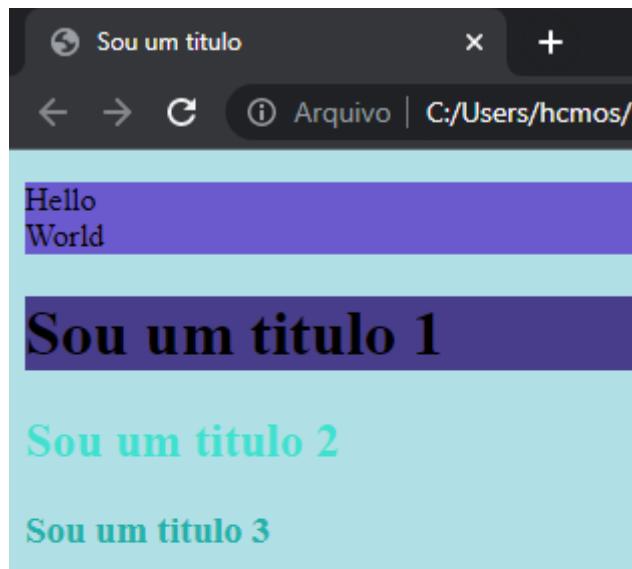 Sou um titulo
Arquivo | C:/Users/hcmos/
Hello
World
Sou um titulo 1
Sou um titulo 2
Sou um titulo 3